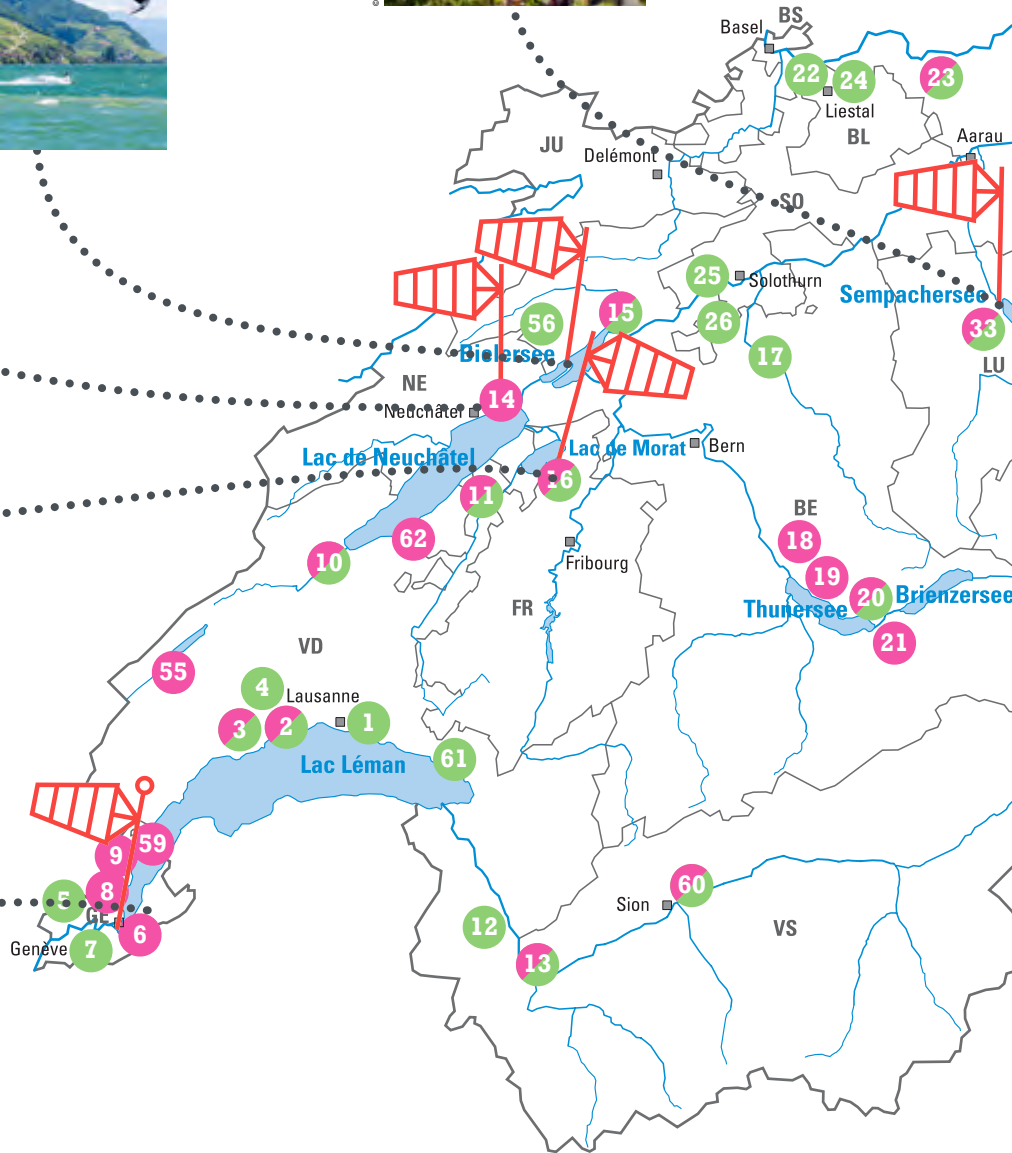 ©
BS
Basel
22
24
23
Liestal
BL
Aarau
JU
Delémont
SO
25
Solothurn
Sempachersee
56
15
26
33
Bielersee
17
LU
NE
14
Neuchâtel
Lac de Neuchâtel
Lac de Morat
Bern
16
11
BE
62
18
10
Fribourg
19
20
Brienzersee
FR
Thunersee
21
VD
55
4
Lausanne
3
2
1
61
Lac Léman
59
9
8
5
60
Sion
GE
12
VS
6
Genève
7
13